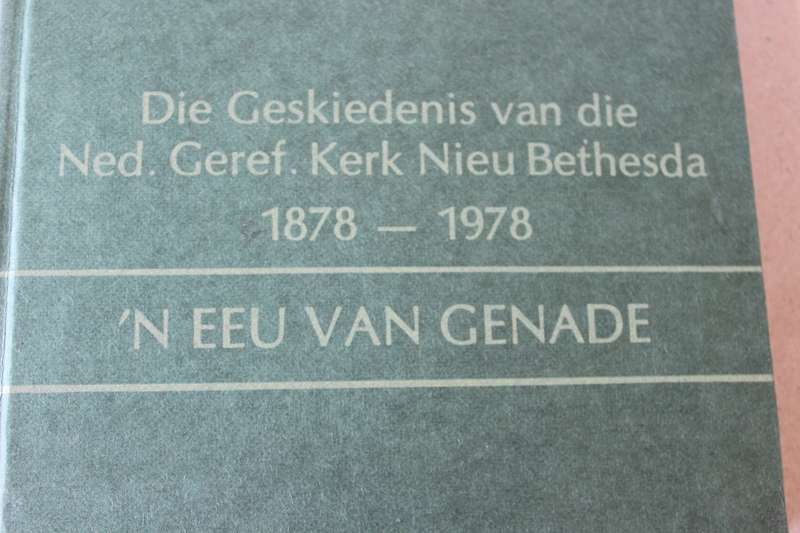 Die Geskiedenis van die
Ned. Geref. Kerk Nieu Bethesda
1878 — 1978
'N EEU VAN GENADE